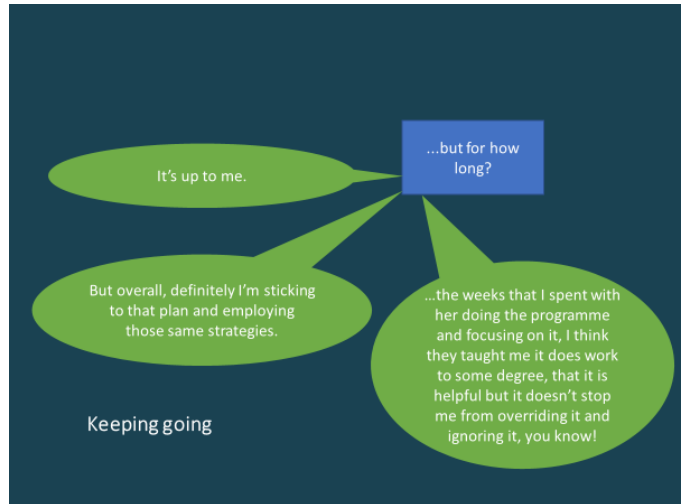 ...but for how
long?
It's up to me.
But overall, definitely I'm sticking
to that plan and employing
those same strategies.
...the weeks that I spent with
her doing the programme
and focusing on it, I think
they taught me it does work
to some degree, that it is
helpful but it doesn't stop
me from overriding it and
ignoring it, you know!
Keeping going